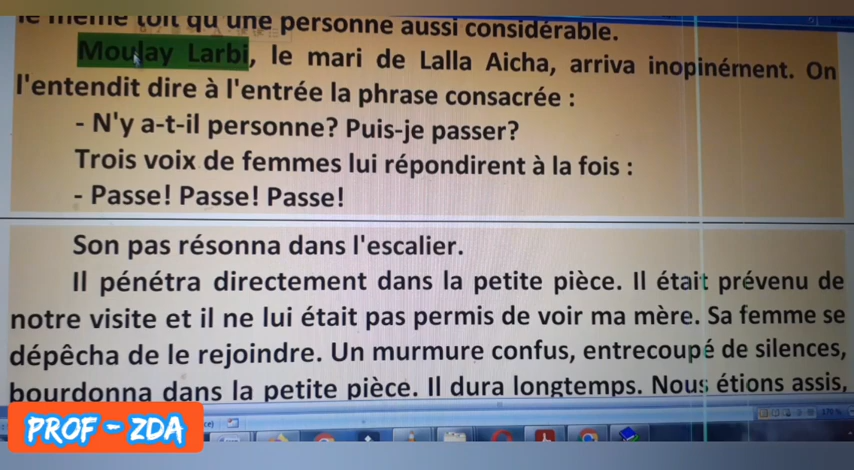 le même toit qu'une personne aussi considérable.
Moulay Larbi, le mari de Lalla Aicha, arriva inopinément. On
l'entendit dire à l'entrée la phrase consacrée :
- N'y a-t-il personne? Puis-je passer?
Trois voix de femmes lui répondirent à la fois :
- Passe! Passe! Passe!
Son pas résonna dans l'escalier.
Il pénétra directement dans la petite pièce. Il était prévenu de
notre visite et il ne lui était pas permis de voir ma mère. Sa femme se
dépêcha de le rejoindre. Un murmure confus, entrecoupé de silences,
bourdonna dans la petite pièce. Il dura longtemps. Nous étions assis,
PROF - ZDA
170 %